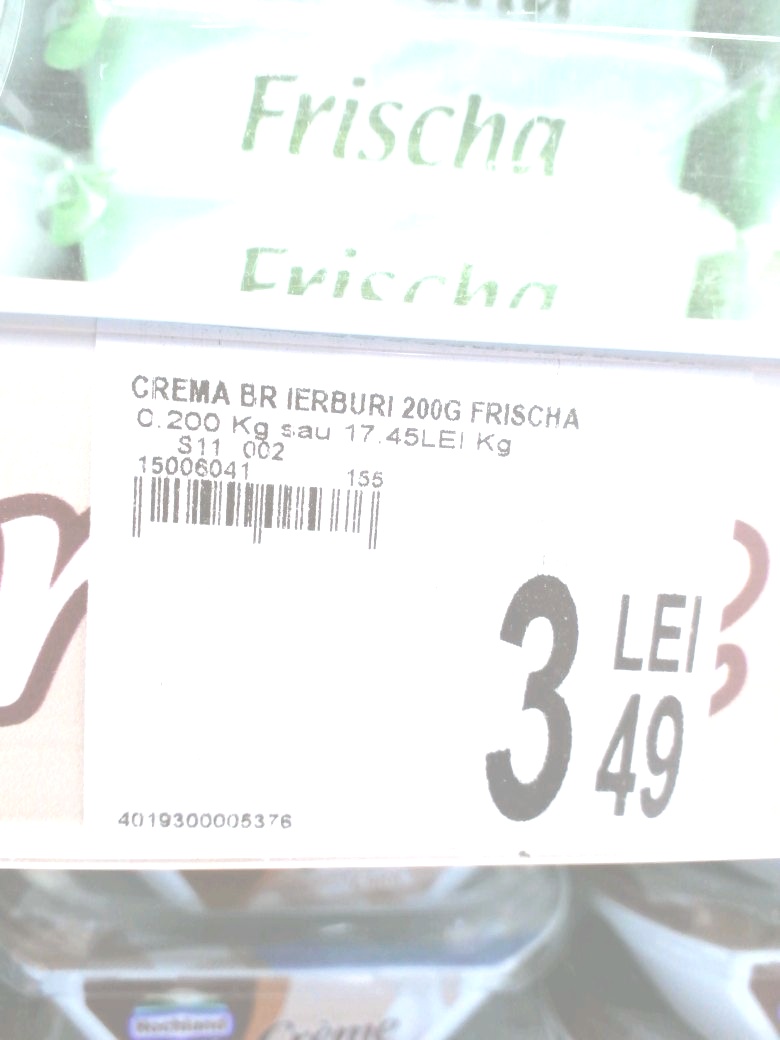 Frischa
Frischa
CREMA BR IERBURI 200G FRISCHA
0.200 Kg sau 17.45LEI Kg
S11 002
15006041 155
3 LEI
49
4019300005376
Hochland
Crème